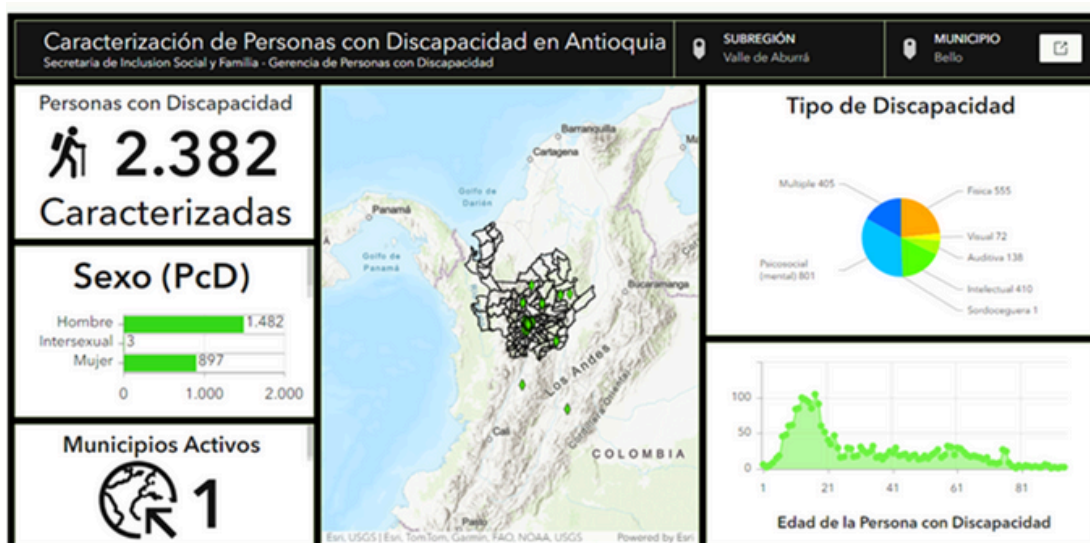 Caracterización de Personas con Discapacidad en Antioquia
Secretaria de Inclusion Social y Familia - Gerencia de Personas con Discapacidad
SUBREGIÓN
Valle de Aburrá
MUNICIPIO
Bello
Personas con Discapacidad
2.382
Caracterizadas
Sexo (PcD)
Hombre 1.482
Intersexual 3
Mujer 897
0 1.000 2.000
Municipios Activos
1
Barranquilla
Cartagena
Golfo de
Darién
Panamá
Golfo de
Panamá
Bucaramanga
Los Andes
Cordillera Oriental
Cali
COLOMBIA
Pasto
Esri, USGS | Esri, TomTom, Garmin, FAO, NOAA, USGS
Powered by Esri
Tipo de Discapacidad
Multiple 405
Fisica 555
Visual 72
Auditiva 138
Psicosocial
(mental) 801
Intelectual 410
Sordoceguera 1
100
50
0
1 21 41 61 81
Edad de la Persona con Discapacidad